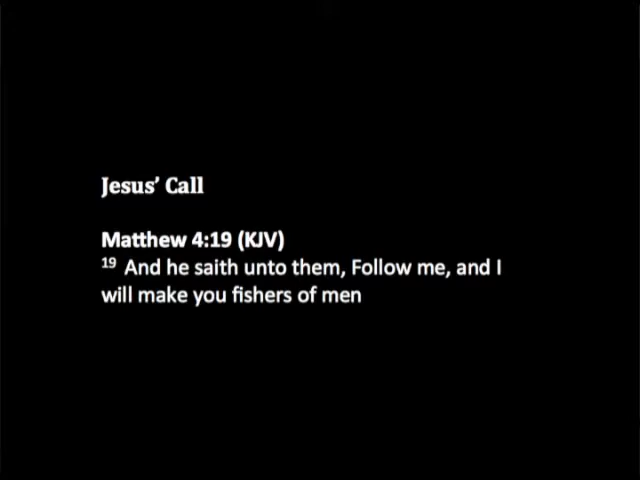 Jesus’ Call
Matthew 4:19 (KJV)
19 And he saith unto them, Follow me, and I
will make you fishers of men